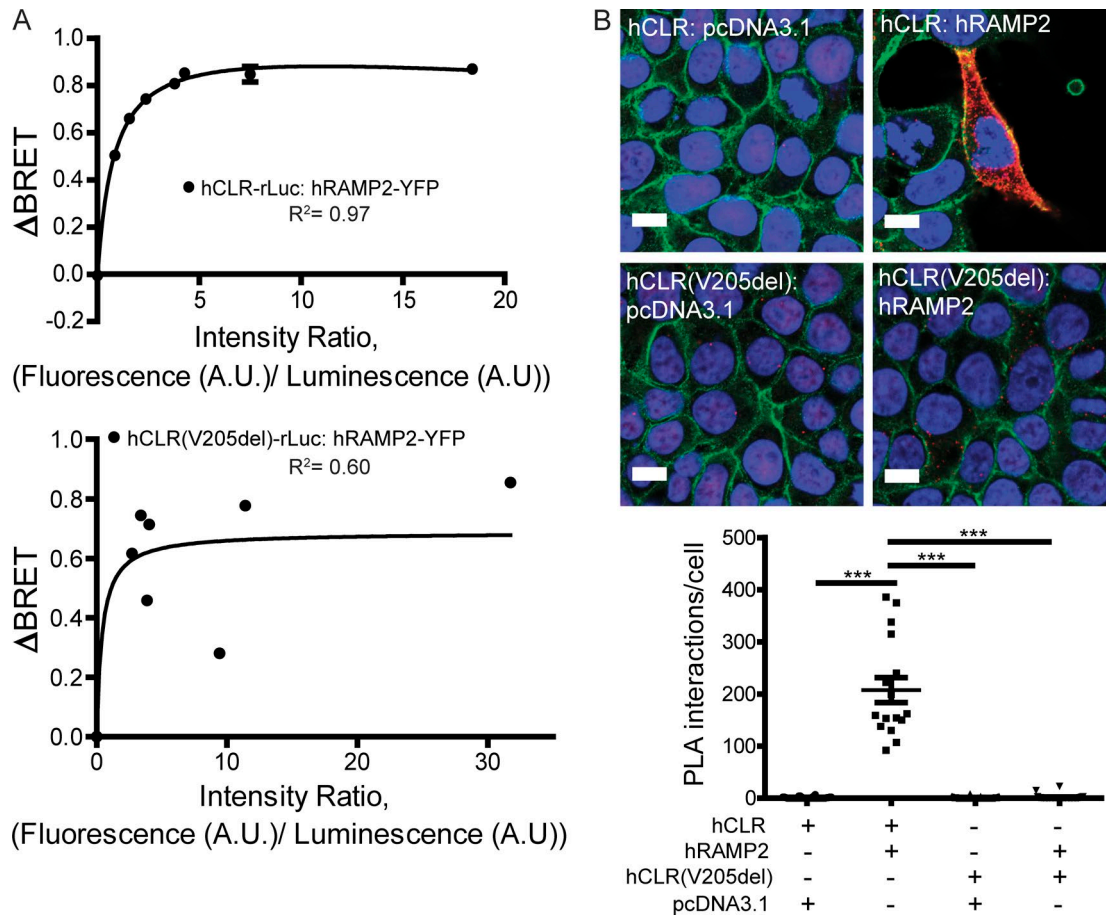 A
1.0
0.8
0.6
0.4
0.2
0.0
-0.2
ΔBRET
hCLR-rLuc: hRAMP2-YFP
R²= 0.97
5 10 15 20
Intensity Ratio,
(Fluorescence (A.U.)/ Luminescence (A.U))
1.0
0.8
0.6
0.4
0.2
0.0
ΔBRET
hCLR(V205del)-rLuc: hRAMP2-YFP
R²= 0.60
0 10 20 30
Intensity Ratio,
(Fluorescence (A.U.)/ Luminescence (A.U))
B
hCLR: pcDNA3.1
hCLR: hRAMP2
hCLR(V205del):
pcDNA3.1
hCLR(V205del):
hRAMP2
500
400
300
200
100
0
PLA interactions/cell
***
***
***
hCLR + + - -
hRAMP2 - + - +
hCLR(V205del) - - + +
pcDNA3.1 + - + -